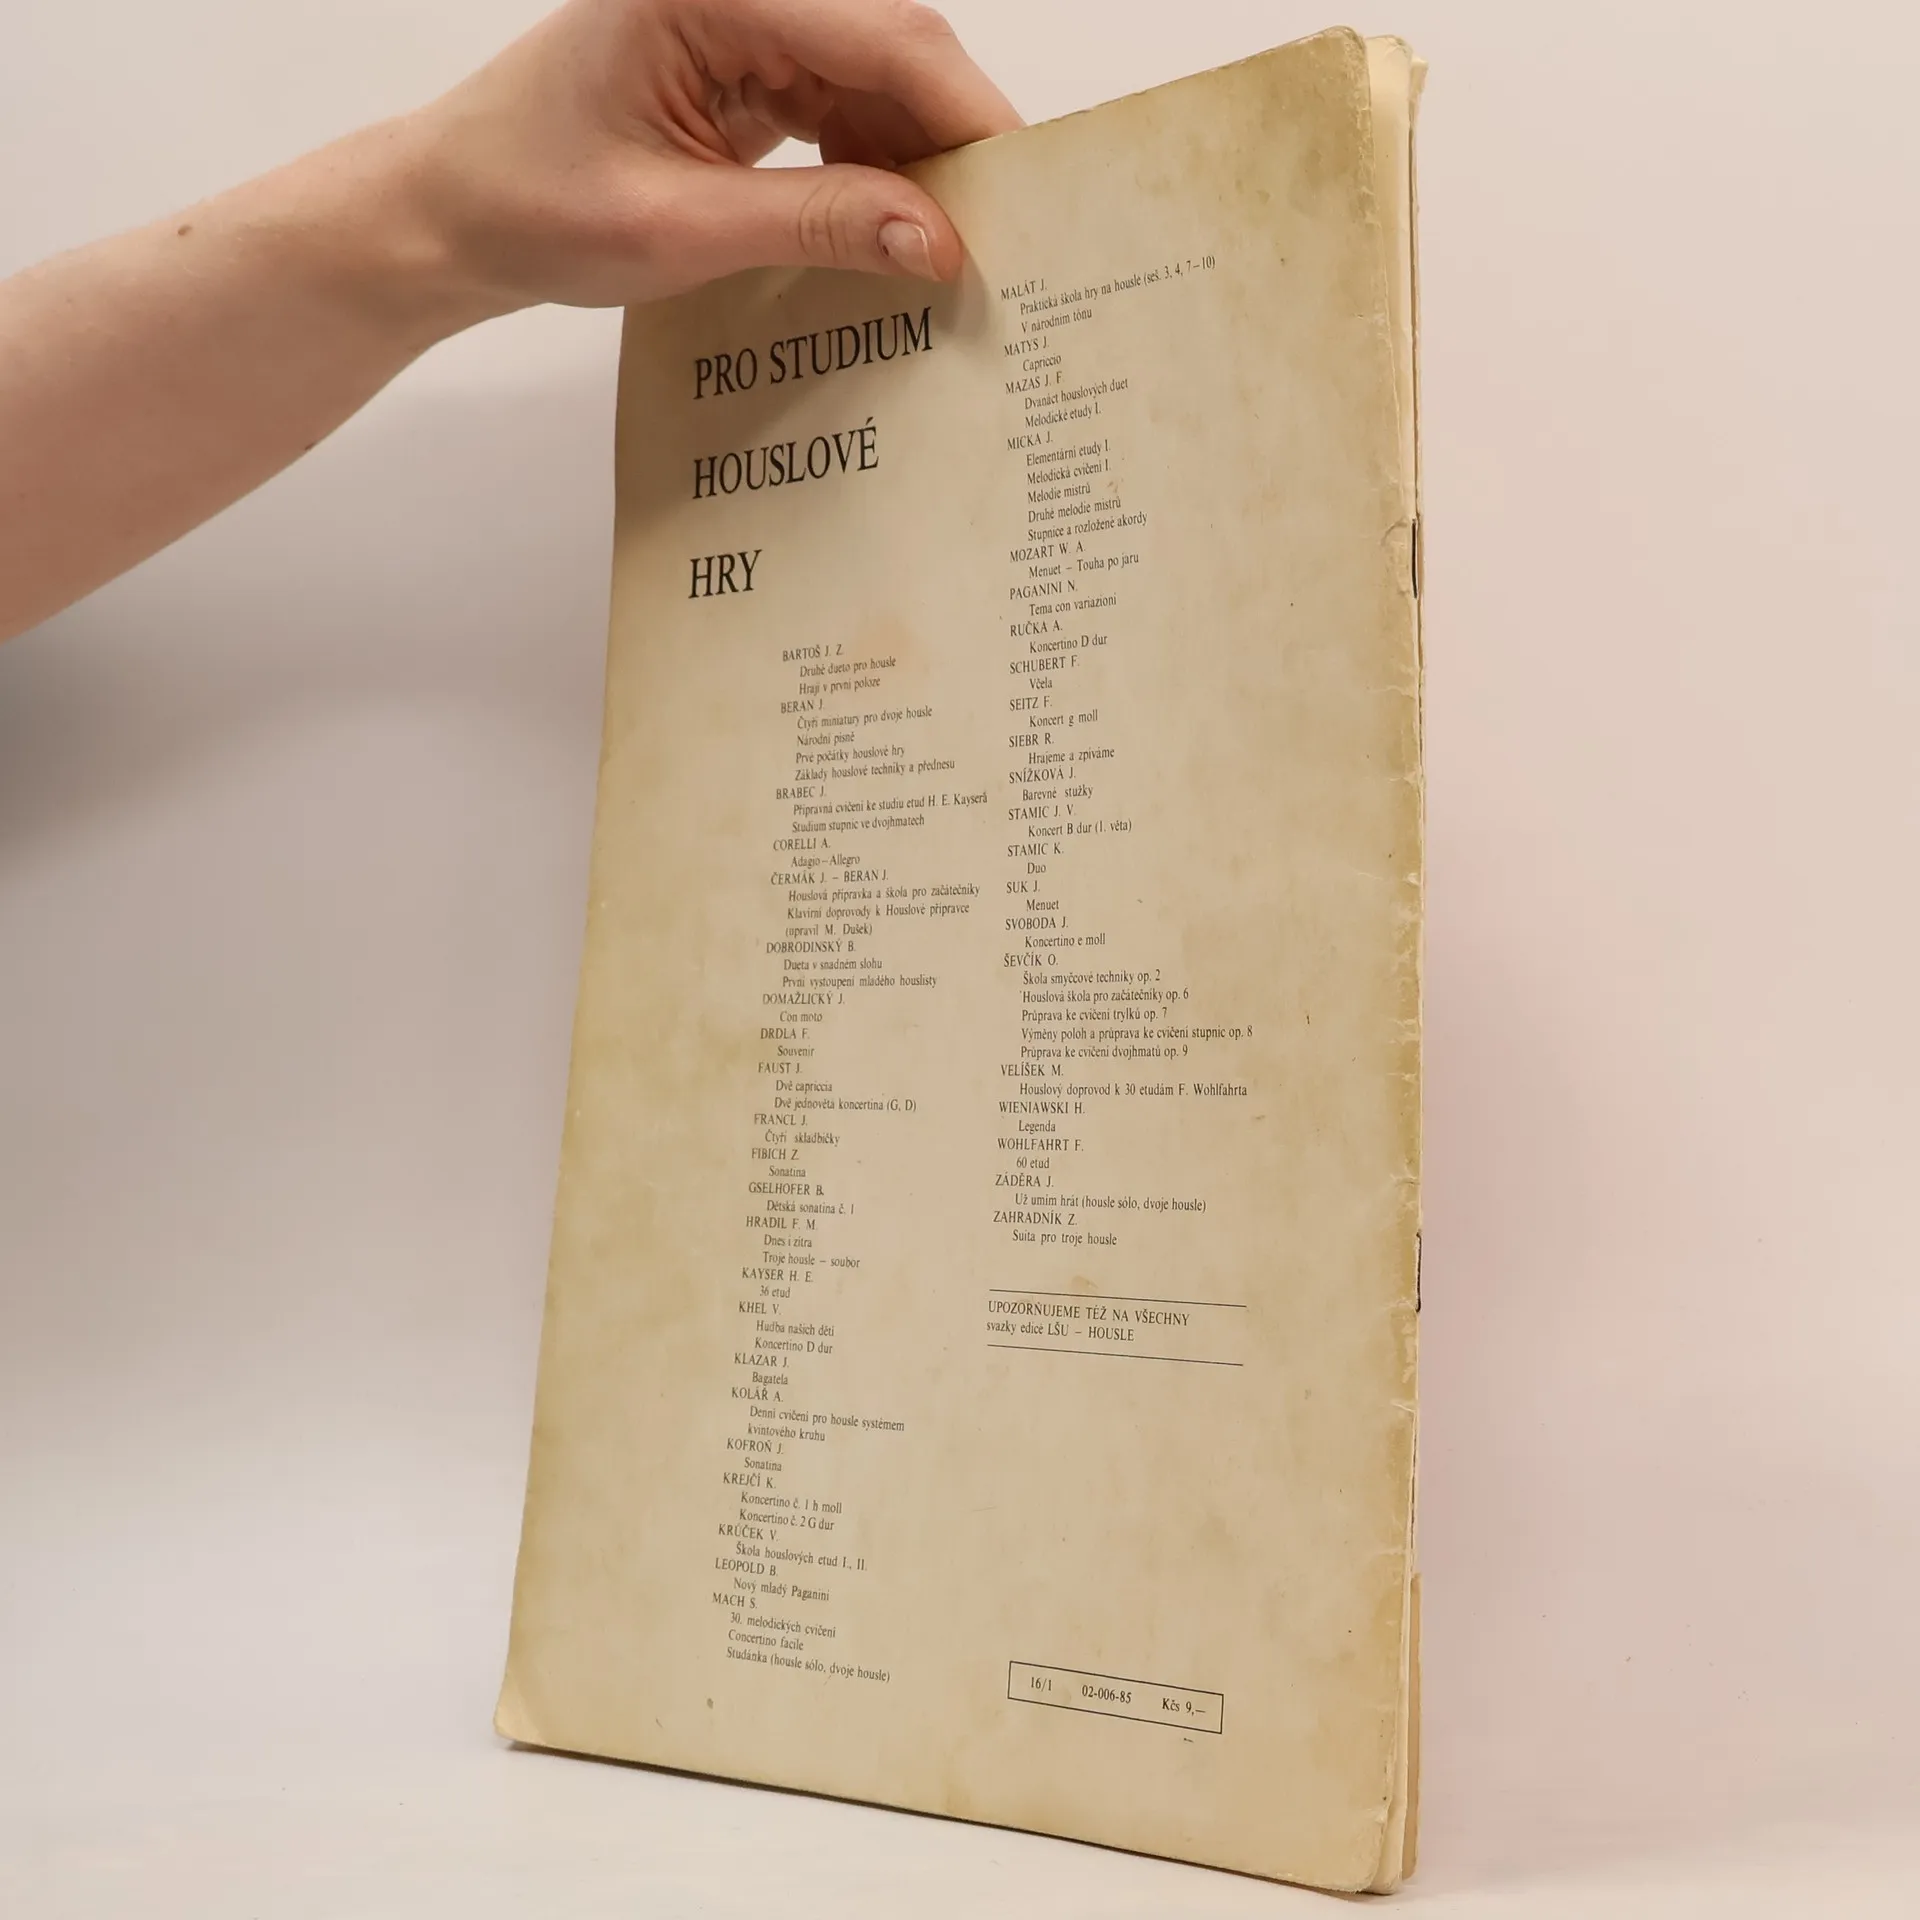 PRO STUDIUM
HOUSLOVÉ
HRY
BARTOŠ J. Z.
Druhé dueto pro housle
Hraji v první poloze
BERAN J.
Čtyři miniatury pro dvoje housle
Národní písně
Prvé počátky houslové hry
Základy houslové techniky a přednesu
BRABEC J.
Přípravná cvičení ke studiu etud H. E. Kaysera
Studium stupnic ve dvojhmatech
CORELLI A.
Adagio – Allegro
ČERMÁK J. – BERAN J.
Houslová přípravka a škola pro začátečníky
Klavírní doprovody k Houslové přípravce
(upravil M. Dušek)
DOBRODINSKÝ B.
Dueta v snadném slohu
První vystoupení mladého houslisty
DOMAŽLICKÝ J.
Con moto
DRDLA F.
Souvenir
FAUST J.
Dvě capriccia
Dvě jednovětá koncertina (G, D)
FRANCL J.
Čtyři skladbičky
FIBICH Z.
Sonatina
GSELHOFER B.
Dětská sonatina č. 1
HRADIL F. M.
Dnes i zítra
Troje housle – soubor
KAYSER H. E.
36 etud
KHEL V.
Hudba našich dětí
Koncertino D dur
KLAZAR J.
Bagatela
KOLÁŘ A.
Denní cvičení pro housle systémem
kvintového kruhu
KOFROŇ J.
Sonatina
KREJČÍ K.
Koncertino č. 1 h moll
Koncertino č. 2 G dur
KRŮČEK V.
Škola houslových etud I., II.
LEOPOLD B.
Nový mladý Paganini
MACH S.
30. melodických cvičení
Concertino facile
Studánka (housle sólo, dvoje housle)
MALÁT J.
Praktická škola hry na housle (seš. 3, 4, 7–10)
V národním tónu
MATYS J.
Capriccio
MAZAS J. F.
Dvanáct houslových duet
Melodické etudy I.
MICKA J.
Elementární etudy I.
Melodická cvičení I.
Melodie mistrů
Druhé melodie mistrů
Stupnice a rozložené akordy
MOZART W. A.
Menuet – Touha po jaru
PAGANINI N.
Tema con variazioni
RUČKA A.
Koncertino D dur
SCHUBERT F.
Včela
SEITZ F.
Koncert g moll
SIEBR R.
Hrajeme a zpíváme
SNÍŽKOVÁ J.
Barevné stužky
STAMIC J. V.
Koncert B dur (1. věta)
STAMIC K.
Duo
SUK J.
Menuet
SVOBODA J.
Koncertino e moll
ŠEVČÍK O.
Škola smyčcové techniky op. 2
Houslová škola pro začátečníky op. 6
Průprava ke cvičení trylků op. 7
Výměny poloh a průprava ke cvičení stupnic op. 8
Průprava ke cvičení dvojhmatů op. 9
VELÍŠEK M.
Houslový doprovod k 30 etudám F. Wohlfahrta
WIENIAWSKI H.
Legenda
WOHLFAHRT F.
60 etud
ZÁDĚRA J.
Už umím hrát (housle sólo, dvoje housle)
ZAHRADNÍK Z.
Suita pro troje housle
UPOZORŇUJEME TÉŽ NA VŠECHNY
svazky edice LŠU – HOUSLE
16/1 02-006-85 Kčs 9,—